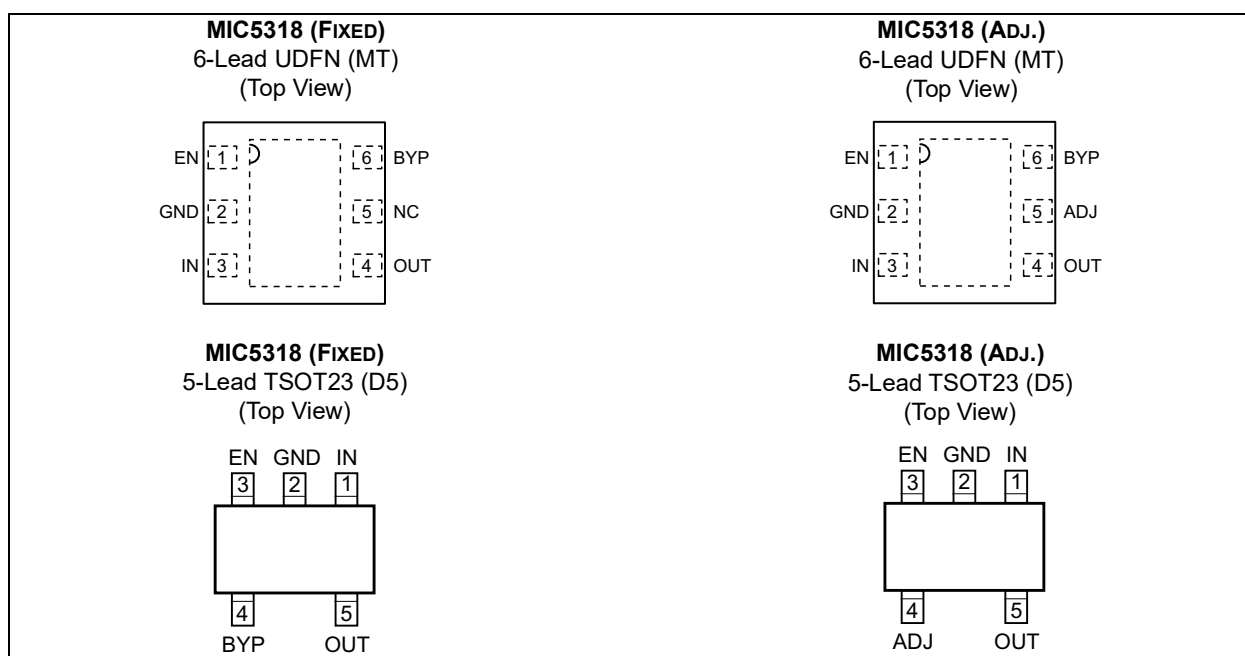 MIC5318 (FIXED)
6-Lead UDFN (MT)
(Top View)
EN 1 6 BYP
GND 2 5 NC
IN 3 4 OUT
MIC5318 (ADJ.)
6-Lead UDFN (MT)
(Top View)
EN 1 6 BYP
GND 2 5 ADJ
IN 3 4 OUT
MIC5318 (FIXED)
5-Lead TSOT23 (D5)
(Top View)
EN GND IN
3 2 1
4 5
BYP OUT
MIC5318 (ADJ.)
5-Lead TSOT23 (D5)
(Top View)
EN GND IN
3 2 1
4 5
ADJ OUT